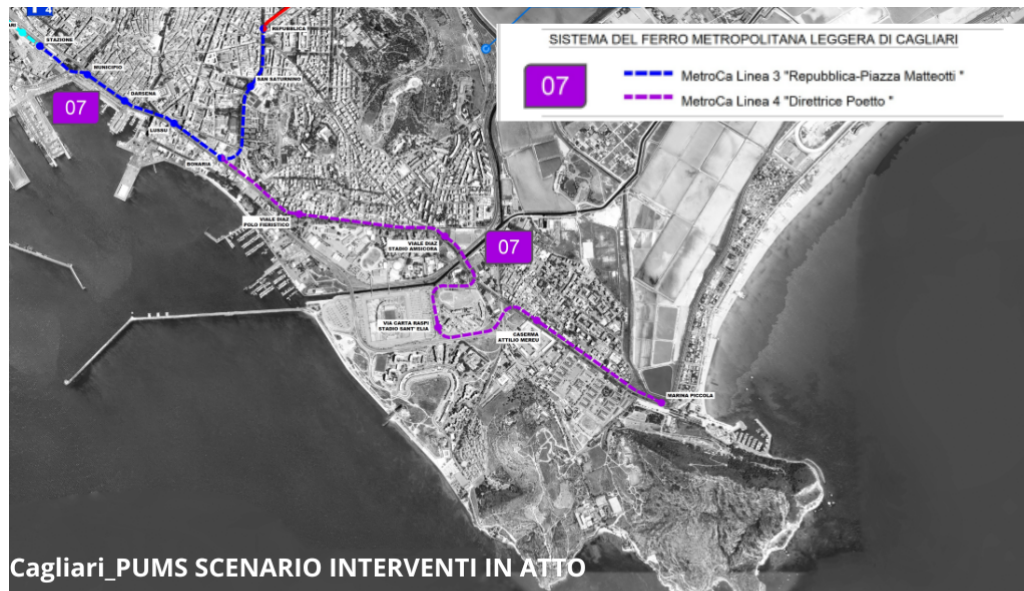 ARI
STAZIONE
MUNICIPIO
DARSENA
LUSSU
BONARIA
REPUBBLICA
SAN SATURNINO
07
SISTEMA DEL FERRO METROPOLITANA LEGGERA DI CAGLIARI
07
MetroCa Linea 3 "Repubblica-Piazza Matteotti "
MetroCa Linea 4 "Direttrice Poetto "
VIALE DIAZ
POLO FIERISTICO
VIALE DIAZ
STADIO AMSICORA
07
VIA CARTA RASPI
STADIO SANT' ELIA
CASERMA
ATTILIO MEREU
MARINA PICCOLA
Cagliari_PUMS SCENARIO INTERVENTI IN ATTO